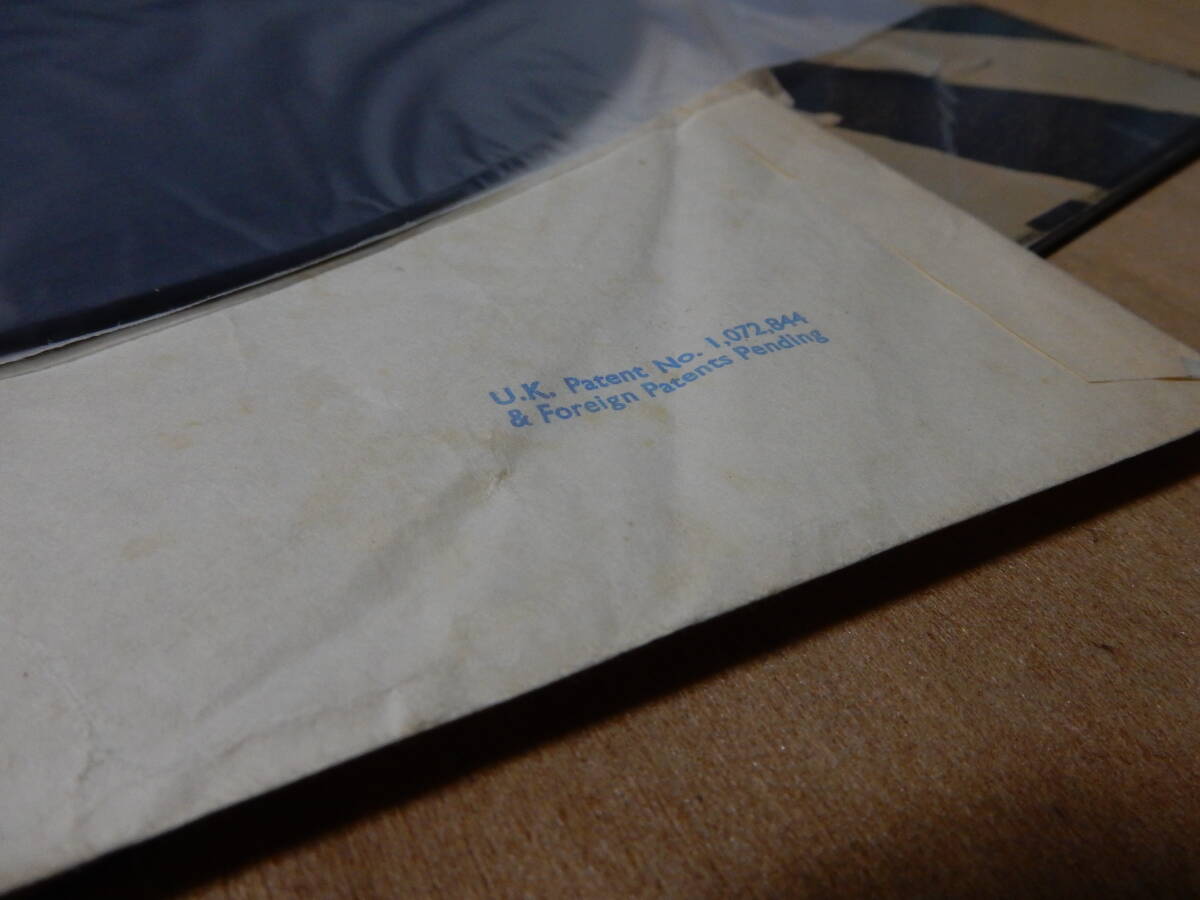 U.K. Patent No. 1,072,844
& Foreign Patents Pending